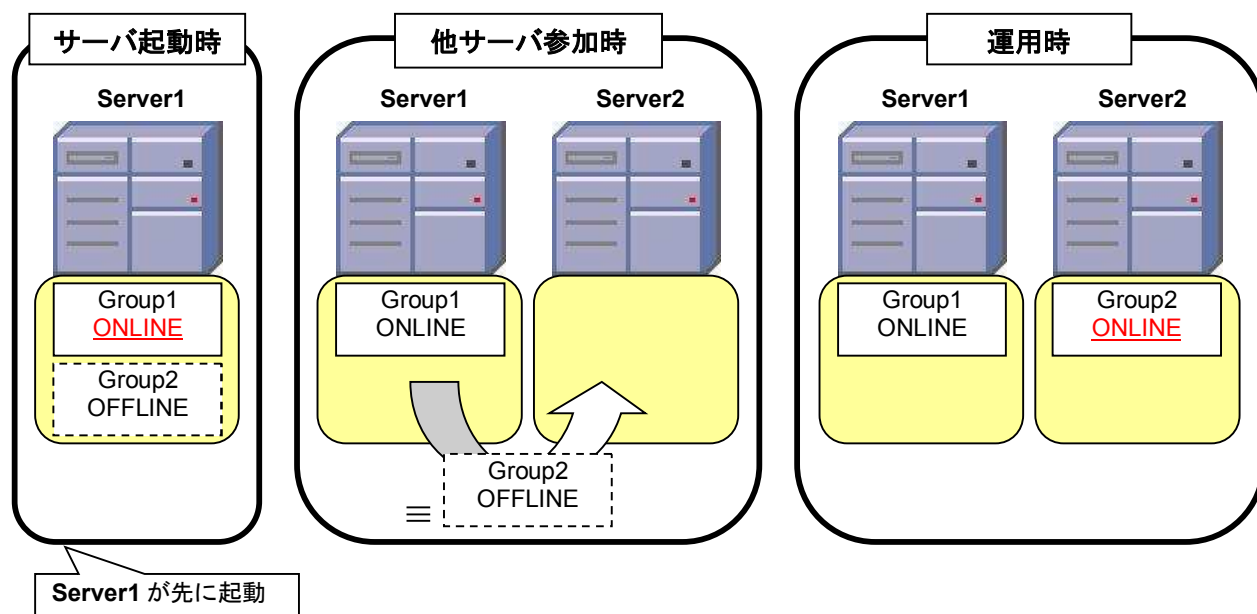 サーバ起動時
Server1
Group1
ONLINE
Group2
OFFLINE
Server1 が先に起動
他サーバ参加時
Server1
Server2
Group1
ONLINE
Group2
OFFLINE
運用時
Server1
Server2
Group1
ONLINE
Group2
ONLINE